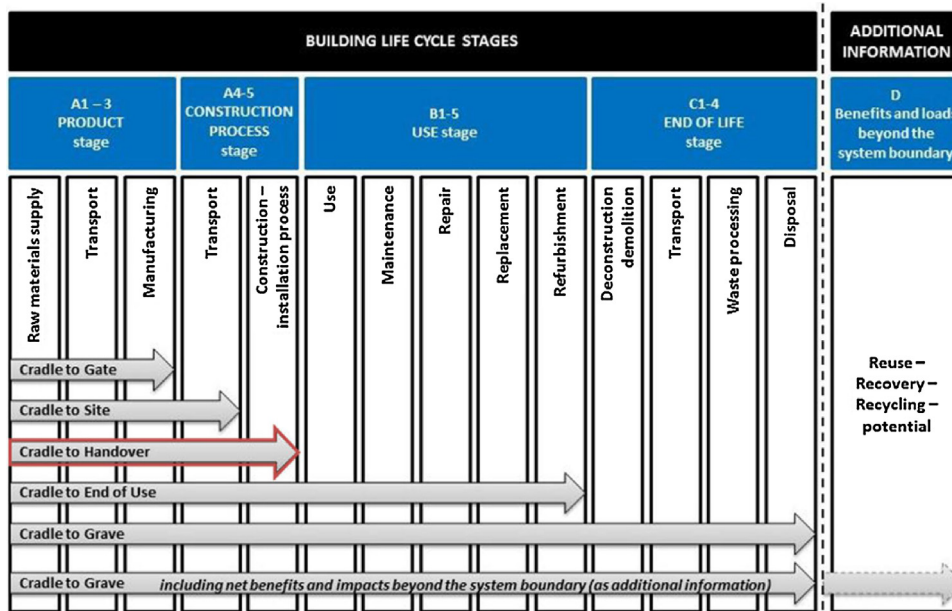 BUILDING LIFE CYCLE STAGES
ADDITIONAL
INFORMATION
A1 – 3
PRODUCT
stage
A4-5
CONSTRUCTION
PROCESS
stage
B1-5
USE stage
C1-4
END OF LIFE
stage
D
Benefits and loads
beyond the
system boundary
Raw materials supply
Transport
Manufacturing
Transport
Construction –
installation process
Use
Maintenance
Repair
Replacement
Refurbishment
Deconstruction
demolition
Transport
Waste processing
Disposal
Reuse –
Recovery –
Recycling –
potential
Cradle to Gate
Cradle to Site
Cradle to Handover
Cradle to End of Use
Cradle to Grave
Cradle to Grave including net benefits and impacts beyond the system boundary (as additional information)